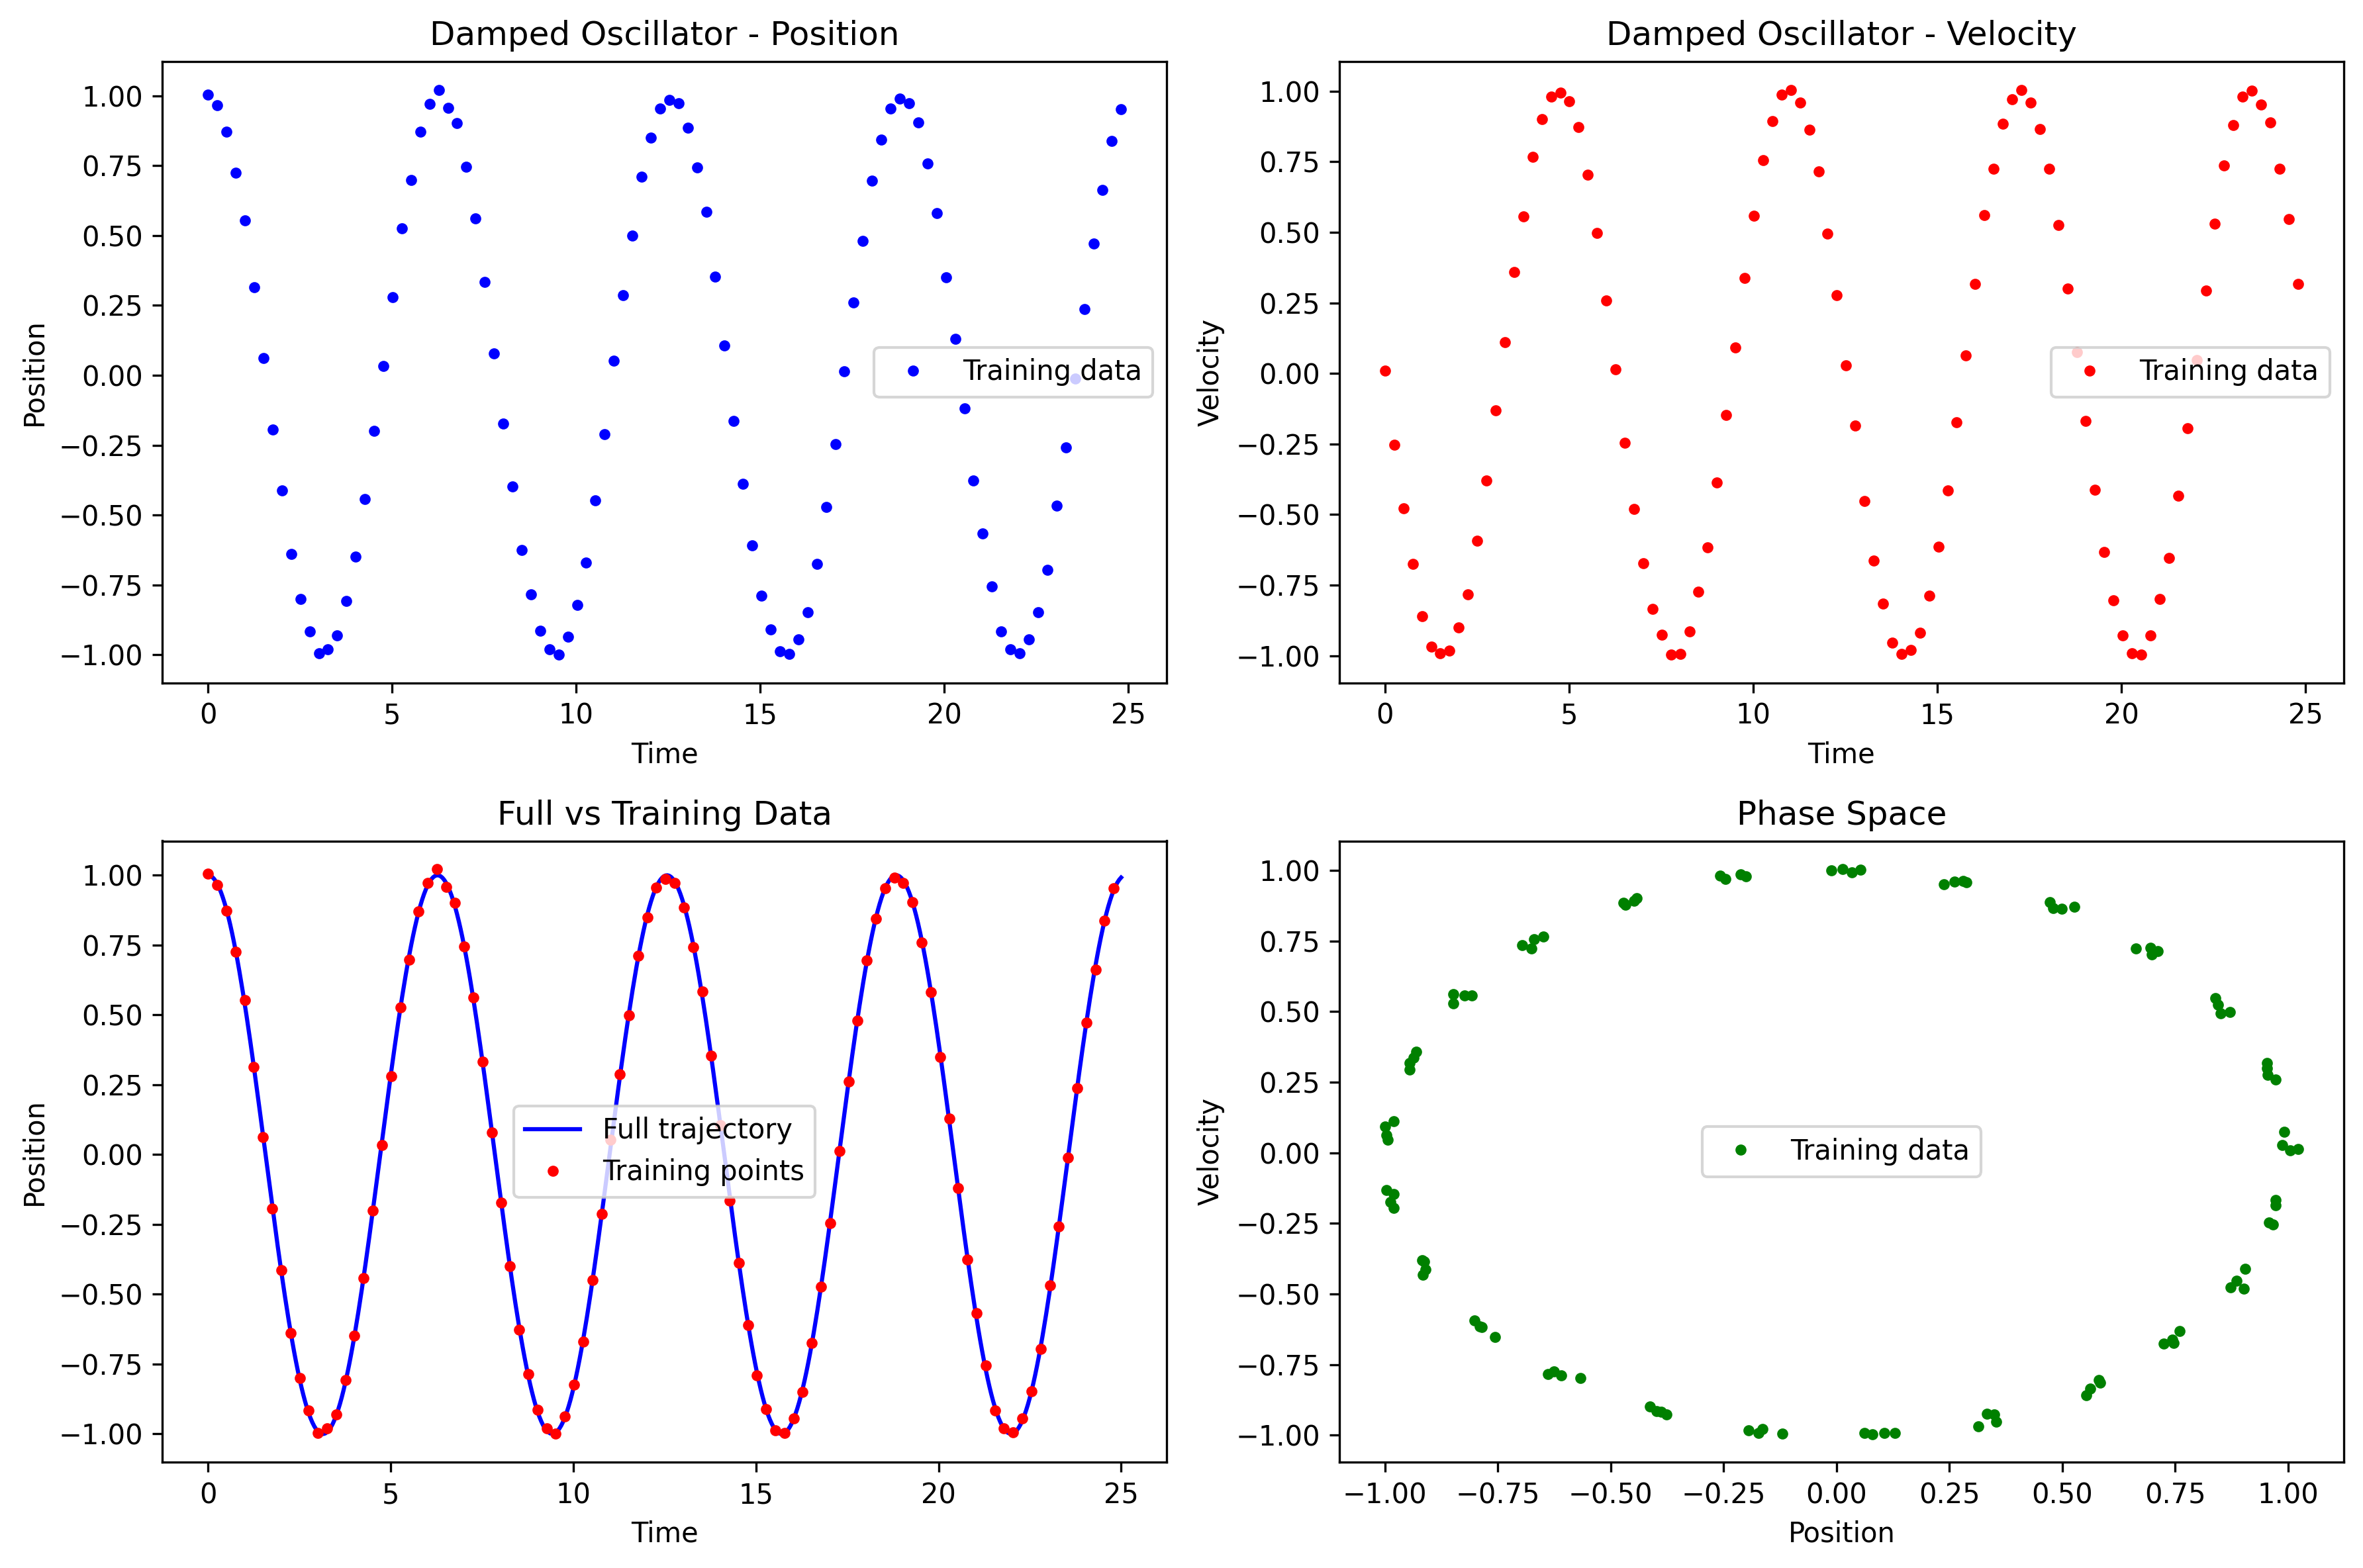 Damped Oscillator - Position
1.00
0.75
0.50
0.25
0.00
−0.25
−0.50
−0.75
−1.00
Position
Training data
0 5 10 15 20 25
Time
Damped Oscillator - Velocity
1.00
0.75
0.50
0.25
0.00
−0.25
−0.50
−0.75
−1.00
Velocity
Training data
0 5 10 15 20 25
Time
Full vs Training Data
1.00
0.75
0.50
0.25
0.00
−0.25
−0.50
−0.75
−1.00
Position
Full trajectory
Training points
0 5 10 15 20 25
Time
Phase Space
1.00
0.75
0.50
0.25
0.00
−0.25
−0.50
−0.75
−1.00
Velocity
Training data
−1.00 −0.75 −0.50 −0.25 0.00 0.25 0.50 0.75 1.00
Position